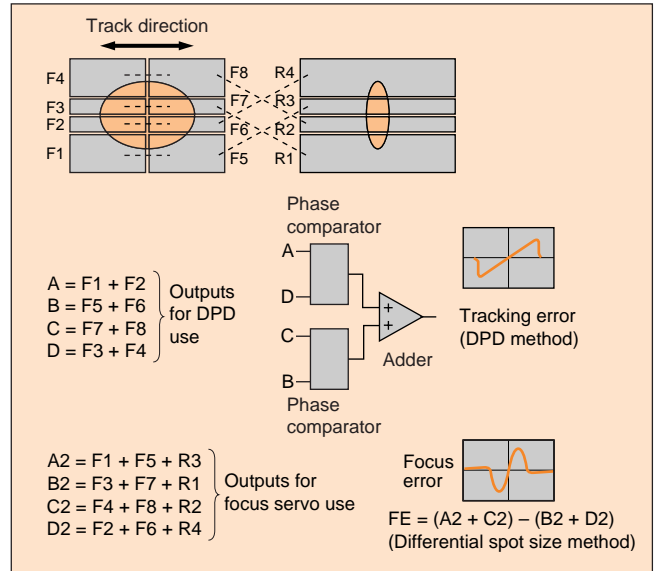 Track direction
F4
F3
F2
F1
F8
F7
F6
F5
R4
R3
R2
R1
Phase
comparator
A
D
C
B
+
+
Adder
Phase
comparator
Tracking error
(DPD method)
A = F1 + F2
B = F5 + F6
C = F7 + F8
D = F3 + F4
Outputs
for DPD
use
A2 = F1 + F5 + R3
B2 = F3 + F7 + R1
C2 = F4 + F8 + R2
D2 = F2 + F6 + R4
Outputs for
focus servo use
Focus
error
FE = (A2 + C2) – (B2 + D2)
(Differential spot size method)